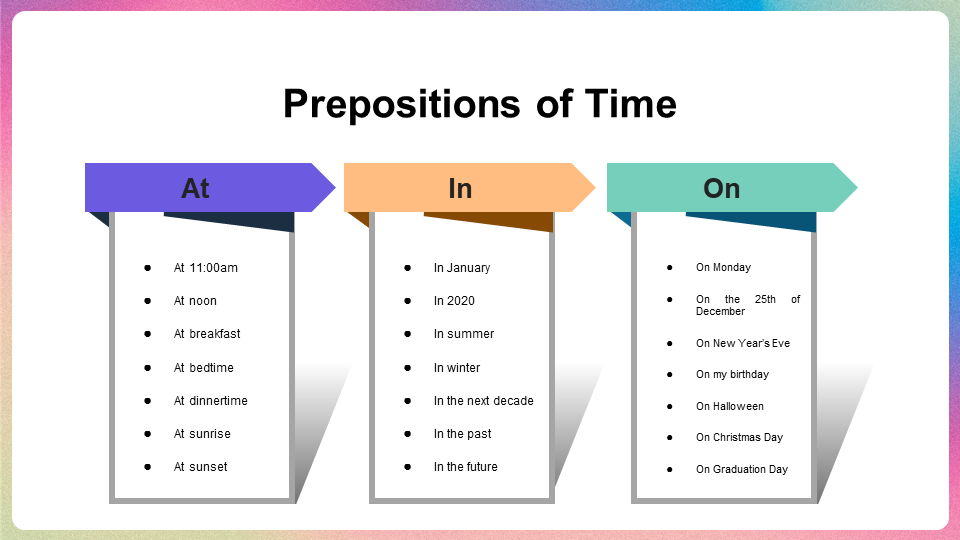 Prepositions of Time
At
In
On
● At 11:00am
● At noon
● At breakfast
● At bedtime
● At dinnertime
● At sunrise
● At sunset
● In January
● In 2020
● In summer
● In winter
● In the next decade
● In the past
● In the future
● On Monday
● On the 25th of
December
● On New Year's Eve
● On my birthday
● On Halloween
● On Christmas Day
● On Graduation Day